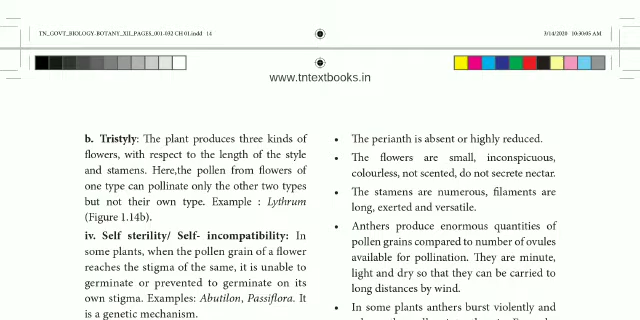 TN_GOVT_BIOLOGY-BOTANY_XII_PAGES_001-032 CH 01.indd 14
3/14/2020 10:30:05 AM
www.tntextbooks.in
b. Tristyly: The plant produces three kinds of
flowers, with respect to the length of the style
and stamens. Here,the pollen from flowers of
one type can pollinate only the other two types
but not their own type. Example : Lythrum
(Figure 1.14b).
iv. Self sterility/ Self- incompatibility: In
some plants, when the pollen grain of a flower
reaches the stigma of the same, it is unable to
germinate or prevented to germinate on its
own stigma. Examples: Abutilon, Passiflora. It
is a genetic mechanism.
• The perianth is absent or highly reduced.
• The flowers are small, inconspicuous,
colourless, not scented, do not secrete nectar.
• The stamens are numerous, filaments are
long, exerted and versatile.
• Anthers produce enormous quantities of
pollen grains compared to number of ovules
available for pollination. They are minute,
light and dry so that they can be carried to
long distances by wind.
• In some plants anthers burst violently and